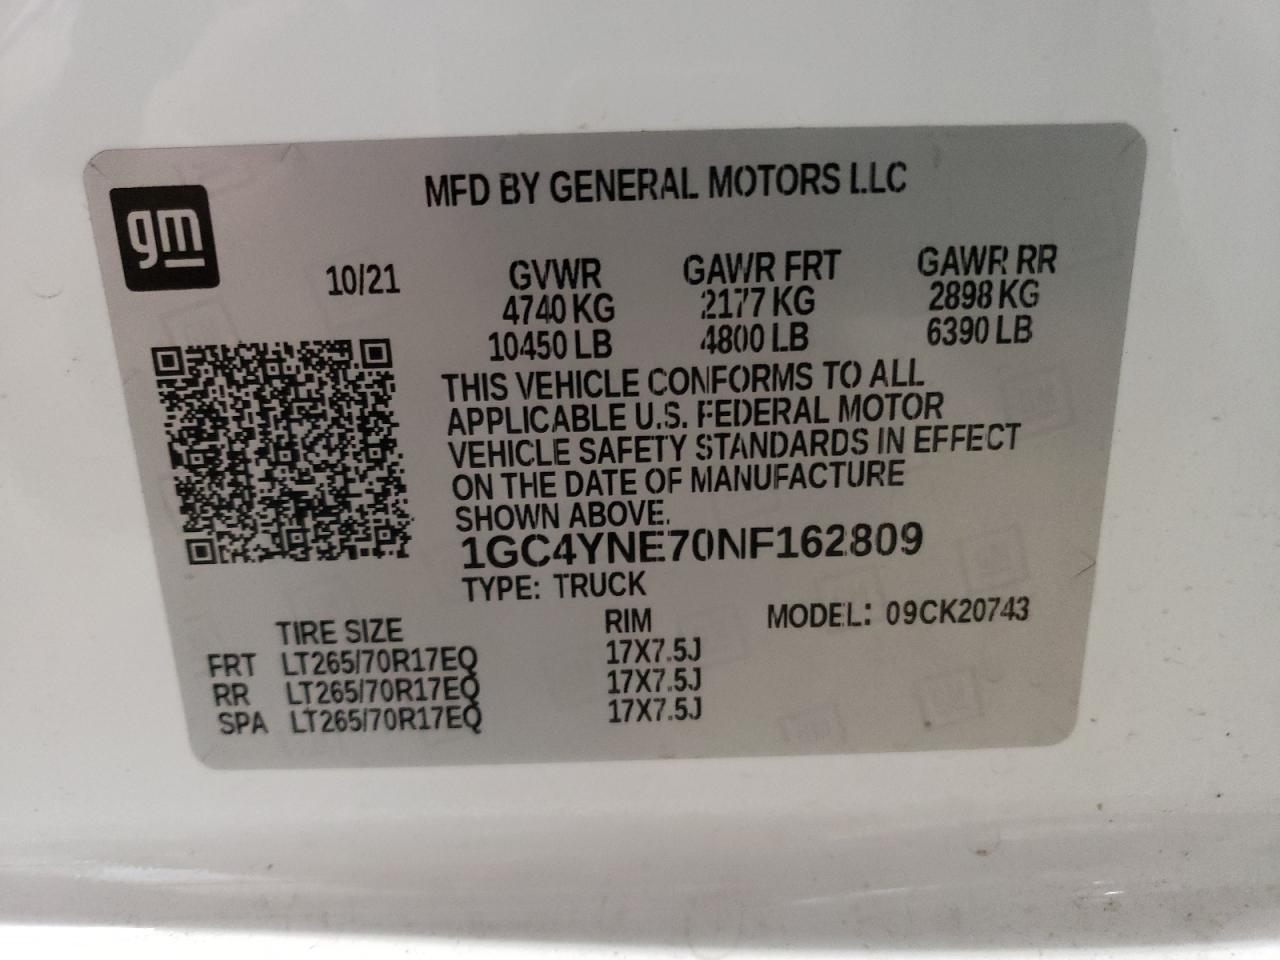 MFD BY GENERAL MOTORS LLC
gm
10/21 GVWR GAWR FRT GAWR RR
4740 KG 2177 KG 2898 KG
10450 LB 4800 LB 6390 LB
THIS VEHICLE CONFORMS TO ALL
APPLICABLE U.S. FEDERAL MOTOR
VEHICLE SAFETY STANDARDS IN EFFECT
ON THE DATE OF MANUFACTURE
SHOWN ABOVE.
1GC4YNE70NF162809
TYPE: TRUCK
TIRE SIZE RIM MODEL: 09CK20743
FRT LT265/70R17EQ 17X7.5J
RR LT265/70R17EQ 17X7.5J
SPA LT265/70R17EQ 17X7.5J